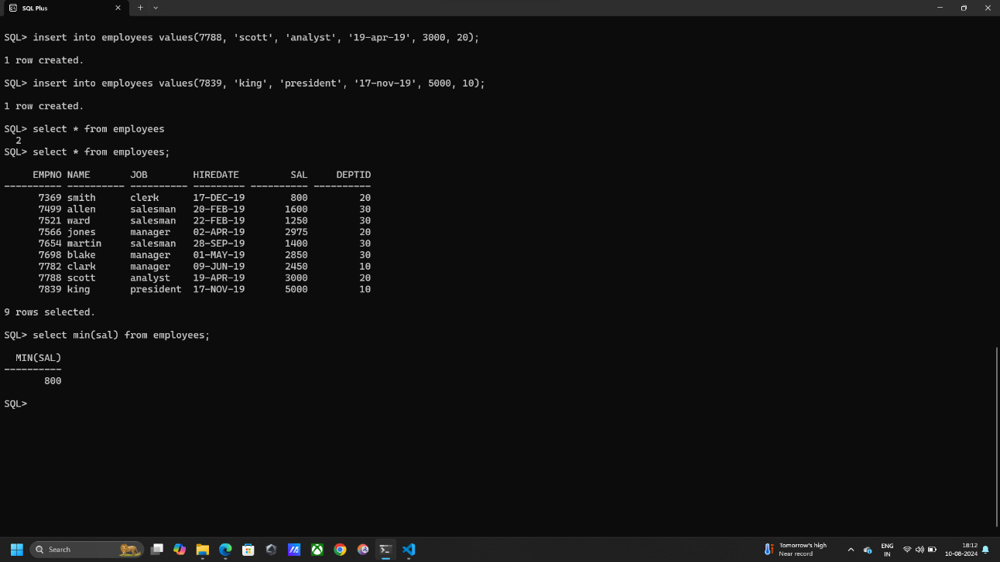 SQL Plus
SQL> insert into employees values(7788, 'scott', 'analyst', '19-apr-19', 3000, 20);
1 row created.
SQL> insert into employees values(7839, 'king', 'president', '17-nov-19', 5000, 10);
1 row created.
SQL> select * from employees
2
SQL> select * from employees;
EMPNO NAME JOB HIREDATE SAL DEPTID
---------- ---------- ---------- --------- ---------- ----------
7369 smith clerk 17-DEC-19 800 20
7499 allen salesman 20-FEB-19 1600 30
7521 ward salesman 22-FEB-19 1250 30
7566 jones manager 02-APR-19 2975 20
7654 martin salesman 28-SEP-19 1400 30
7698 blake manager 01-MAY-19 2850 30
7782 clark manager 09-JUN-19 2450 10
7788 scott analyst 19-APR-19 3000 20
7839 king president 17-NOV-19 5000 10
9 rows selected.
SQL> select min(sal) from employees;
MIN(SAL)
----------
800
SQL>
Search
Tomorrow's high
Near record
ENG
IN
18:12
10-08-2024